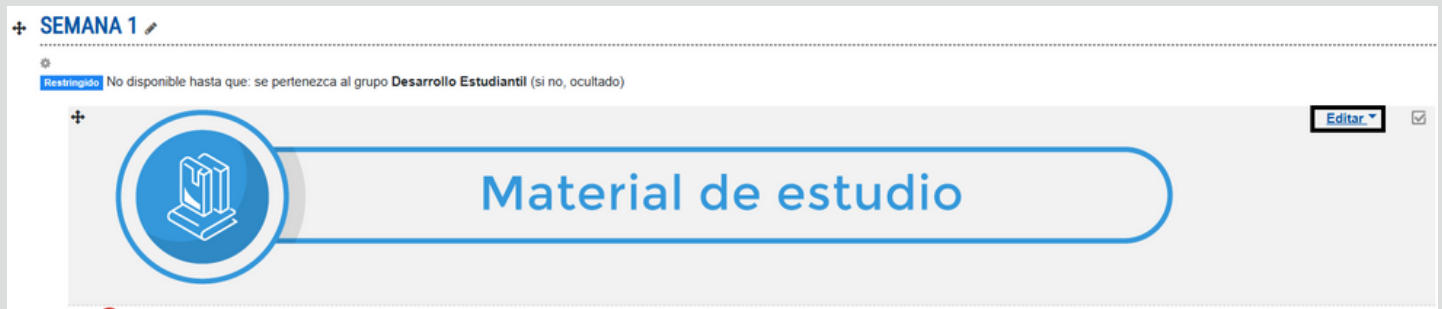 SEMANA 1
Restringido No disponible hasta que: se pertenezca al grupo Desarrollo Estudiantil (si no, ocultado)
Editar
Material de estudio